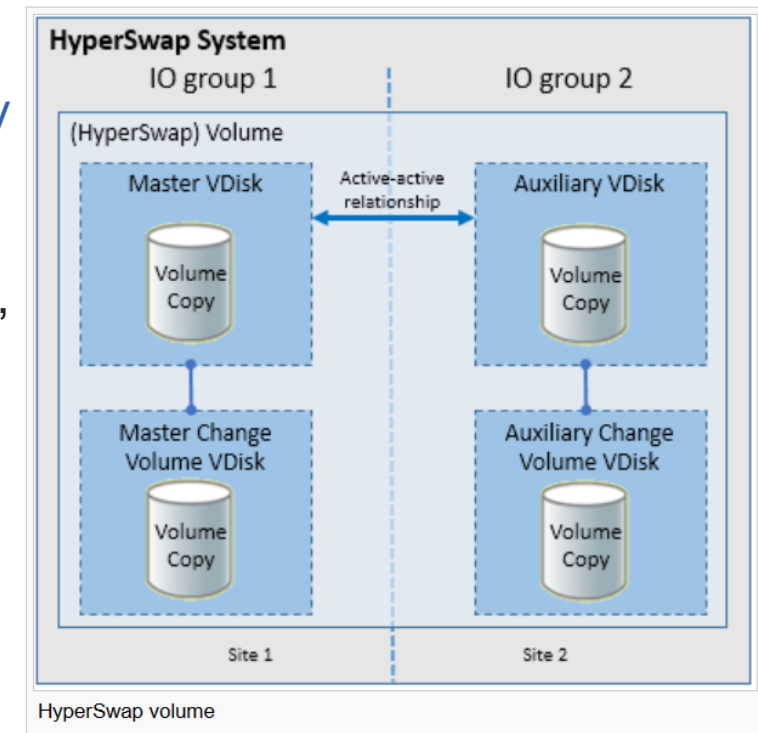 HyperSwap System
IO group 1
IO group 2
y
(HyperSwap) Volume
Master VDisk
Active-active
relationship
Auxiliary VDisk
Volume
Copy
Volume
Copy
,
Master Change
Volume VDisk
Auxiliary Change
Volume VDisk
Volume
Copy
Volume
Copy
Site 1
Site 2
HyperSwap volume